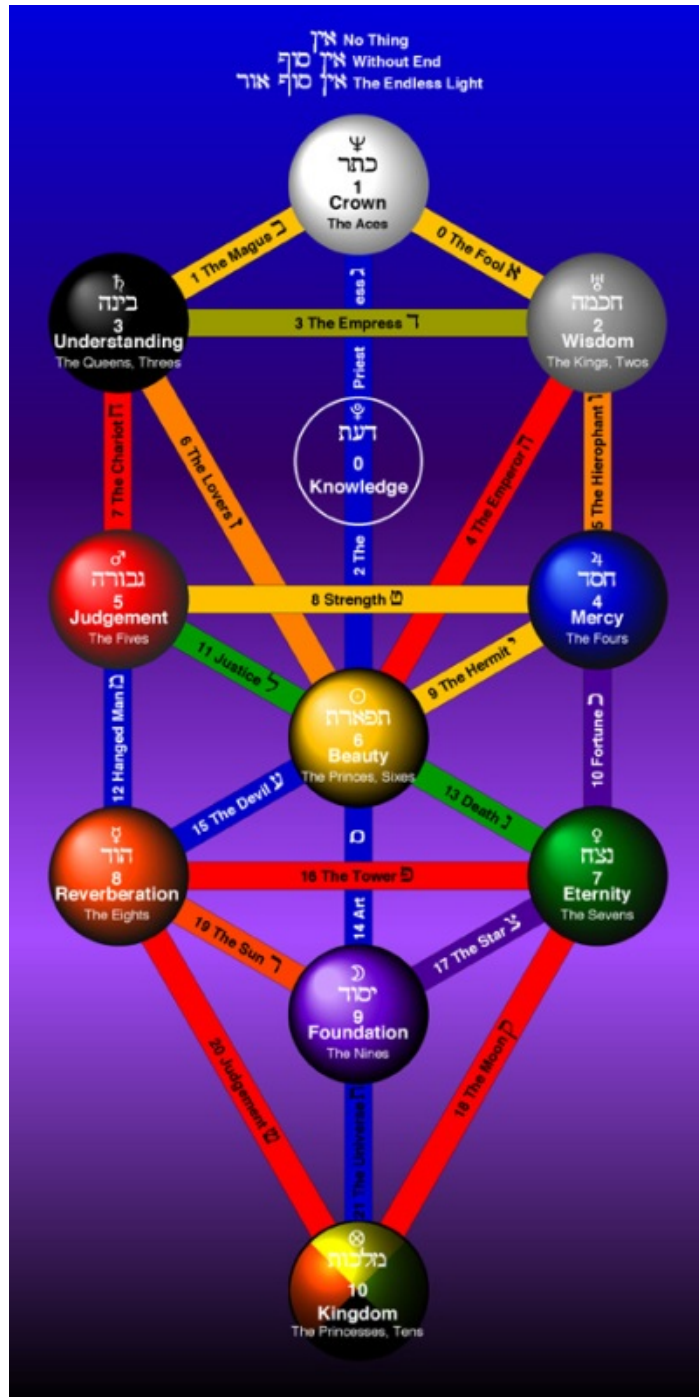 אין No Thing
אין סוף Without End
אין סוף אור The Endless Light
♆
כתר
1
Crown
The Aces
1 The Magus ב
0 The Fool א
♄
בינה
3
Understanding
The Queens, Threes
♅
חכמה
2
Wisdom
The Kings, Twos
3 The Empress ד
2 The Priest ess ג
♇
דעת
0
Knowledge
7 The Chariot ח
6 The Lovers ז
4 The Emperor ה
5 The Hierophant ו
♂
גבורה
5
Judgement
The Fives
♃
חסד
4
Mercy
The Fours
8 Strength ט
11 Justice ל
9 The Hermit י
☉
תפארת
6
Beauty
The Princes, Sixes
12 Hanged Man מ
10 Fortune כ
15 The Devil ע
13 Death נ
☿
הוד
8
Reverberation
The Eights
♀
נצח
7
Eternity
The Sevens
16 The Tower פ
14 Art ס
19 The Sun ר
17 The Star צ
☽
יסוד
9
Foundation
The Nines
20 Judgement ש
21 The Universe ת
18 The Moon ק
⊗
מלכות
10
Kingdom
The Princesses, Tens